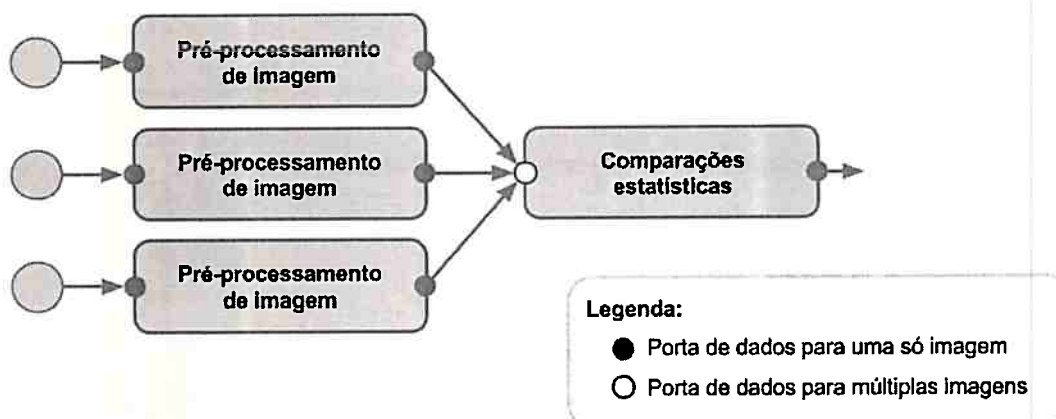 Pré-processamento
de imagem
Pré-processamento
de imagem
Comparações
estatísticas
Pré-processamento
de imagem
Legenda:
Porta de dados para uma só imagem
Porta de dados para múltiplas imagens